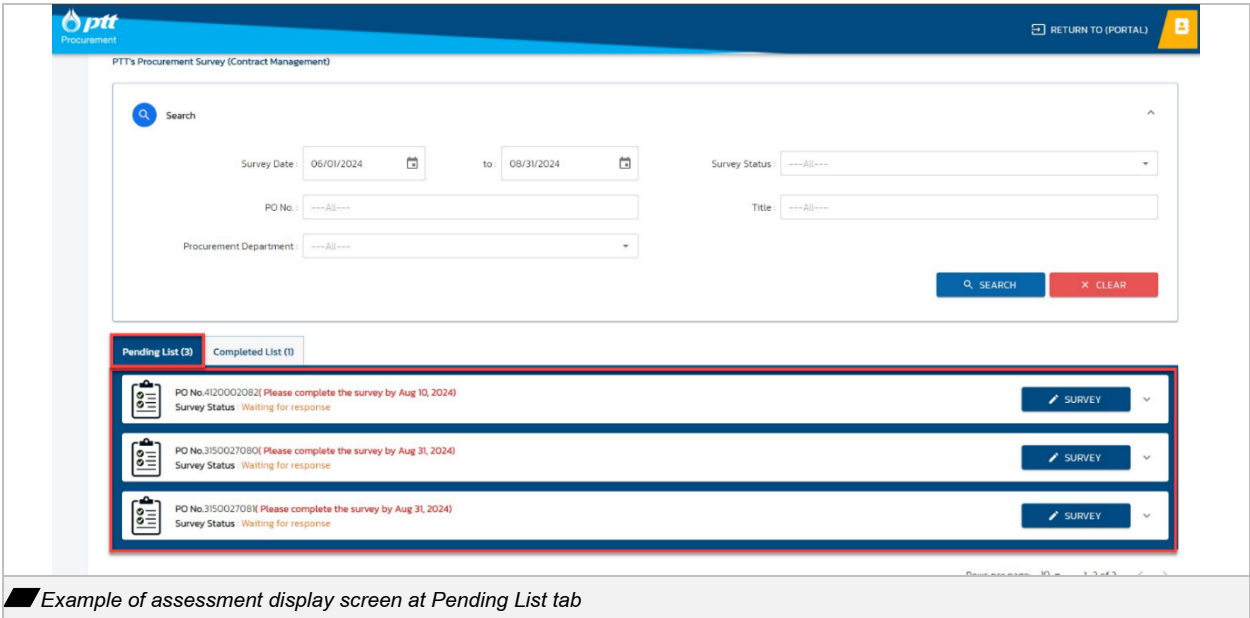 ptt
Procurement
RETURN TO (PORTAL)
PTT's Procurement Survey (Contract Management)
Search
Survey Date : 06/01/2024 to : 08/31/2024 Survey Status : ---All---
PO No. : ---All--- Title : ---All---
Procurement Department : ---All---
SEARCH X CLEAR
Pending List (3) Completed List (1)
PO No.4120002082( Please complete the survey by Aug 10, 2024)
Survey Status : Waiting for response
SURVEY
PO No.3150027080( Please complete the survey by Aug 31, 2024)
Survey Status : Waiting for response
SURVEY
PO No.3150027081( Please complete the survey by Aug 31, 2024)
Survey Status : Waiting for response
SURVEY
Example of assessment display screen at Pending List tab